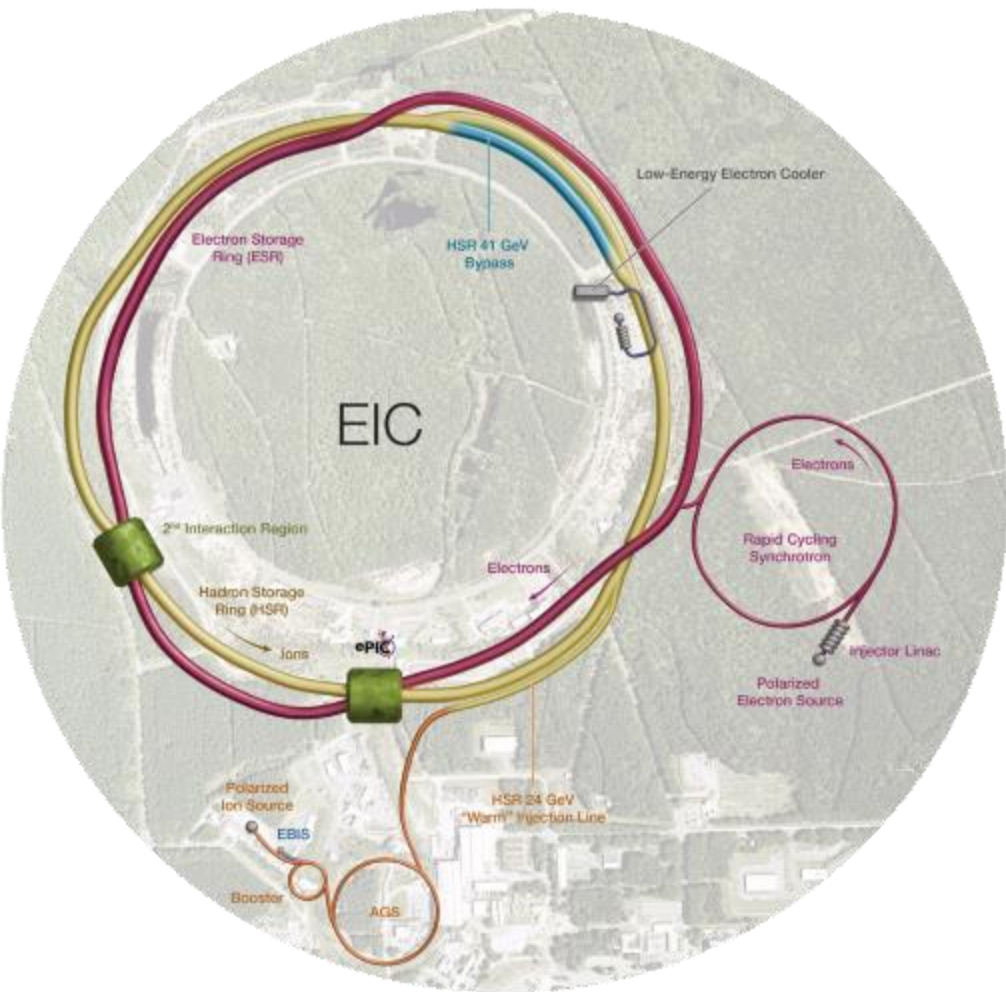 Low-Energy Electron Cooler
Electron Storage
Ring (ESR)
HSR 41 GeV
Bypass
EIC
Electrons
Rapid Cycling
Synchrotron
2nd Interaction Region
Electrons
Hadron Storage
Ring (HSR)
Ions
ePIC
Injector Linac
Polarized
Electron Source
Polarized
Ion Source
HSR 24 GeV
"Warm" Injection Line
EBIS
Booster
AGS